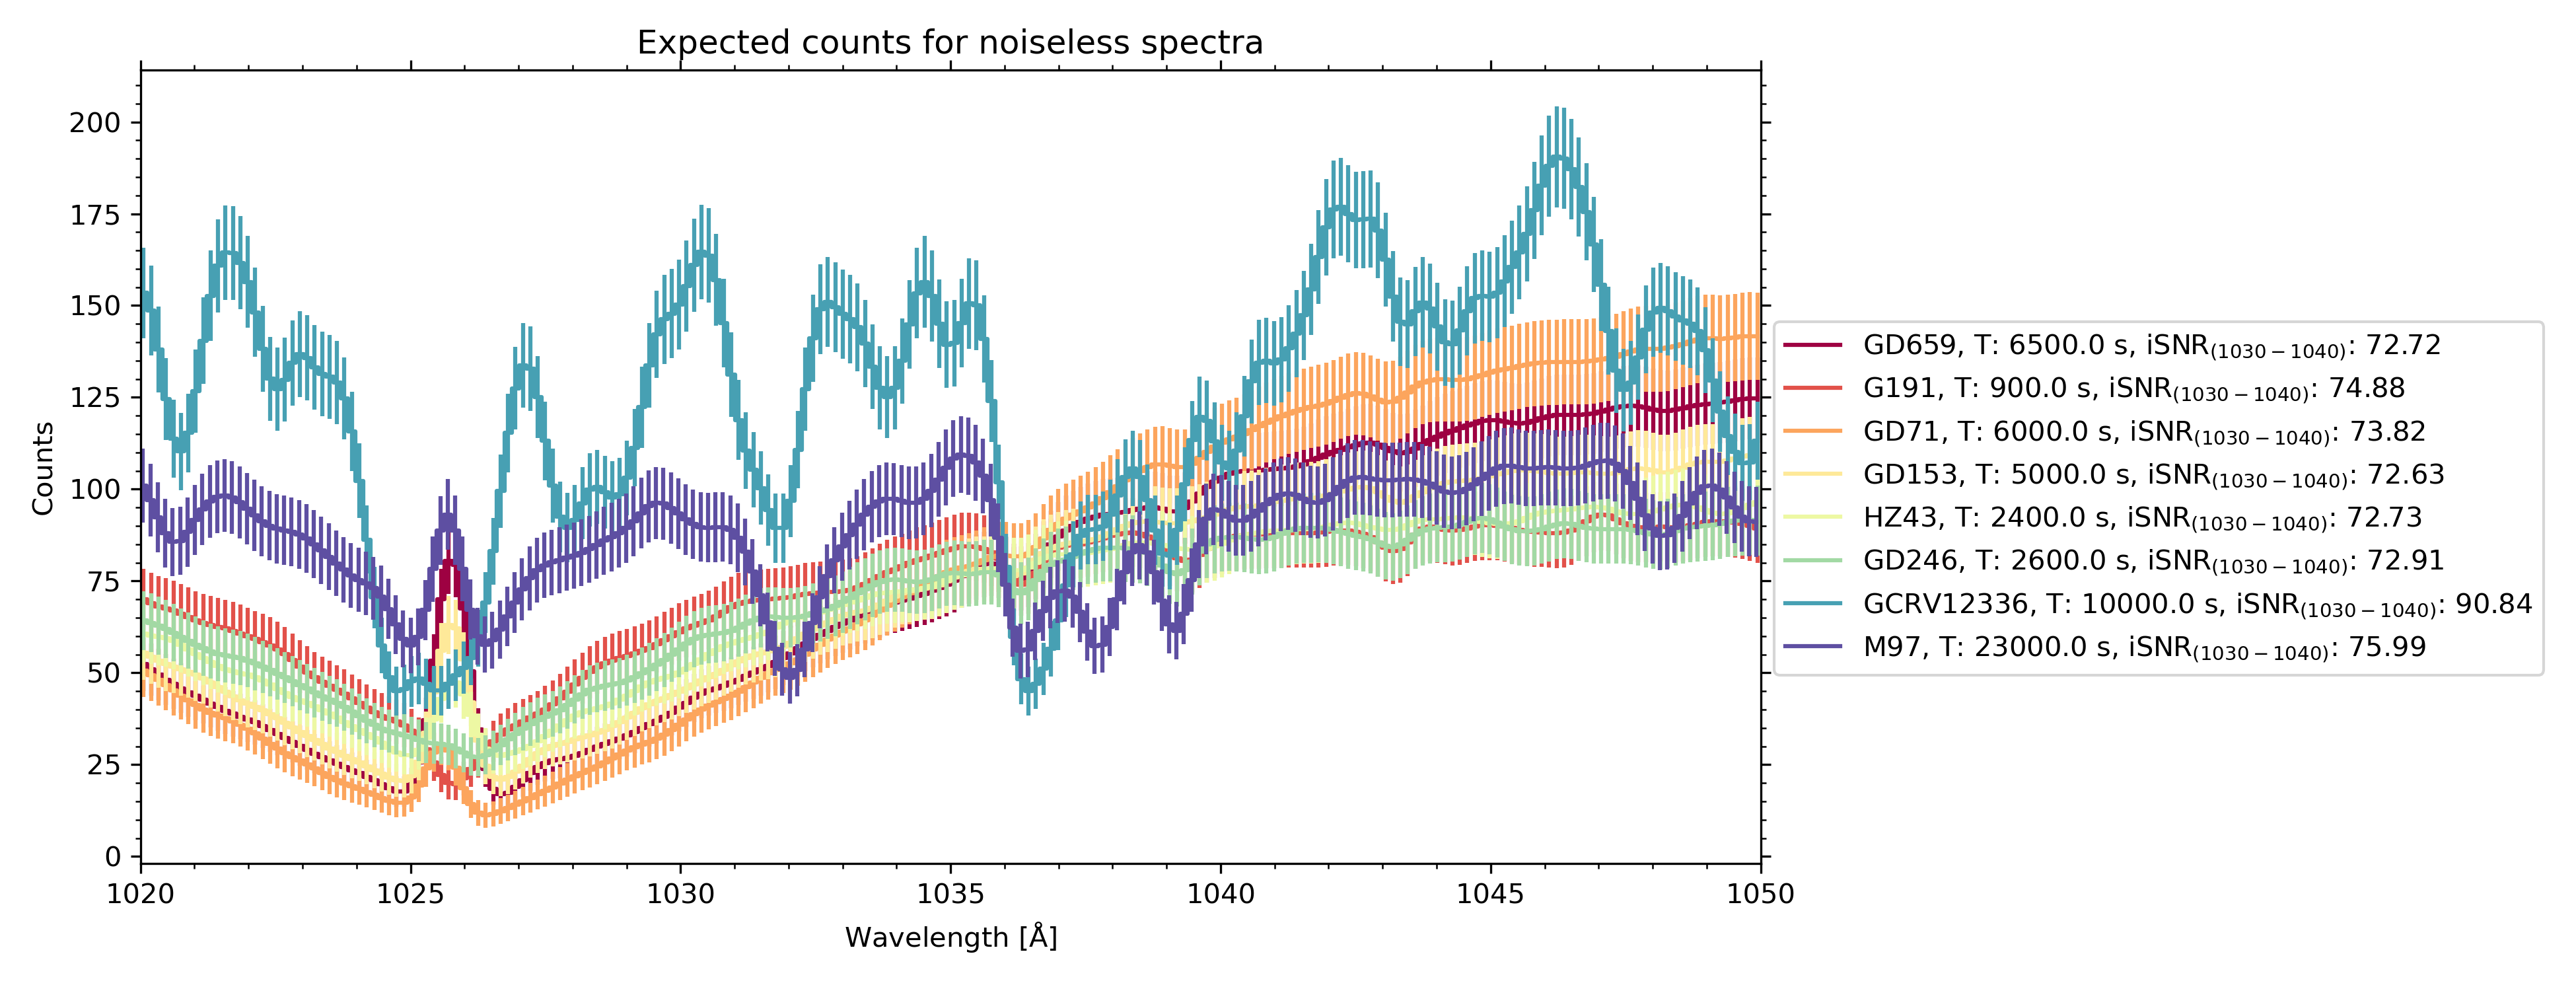 Expected counts for noiseless spectra
Counts
200
175
150
125
100
75
50
25
0
1020 1025 1030 1035 1040 1045 1050
Wavelength [Å]
GD659, T: 6500.0 s, iSNR(1030−1040): 72.72
G191, T: 900.0 s, iSNR(1030−1040): 74.88
GD71, T: 6000.0 s, iSNR(1030−1040): 73.82
GD153, T: 5000.0 s, iSNR(1030−1040): 72.63
HZ43, T: 2400.0 s, iSNR(1030−1040): 72.73
GD246, T: 2600.0 s, iSNR(1030−1040): 72.91
GCRV12336, T: 10000.0 s, iSNR(1030−1040): 90.84
M97, T: 23000.0 s, iSNR(1030−1040): 75.99